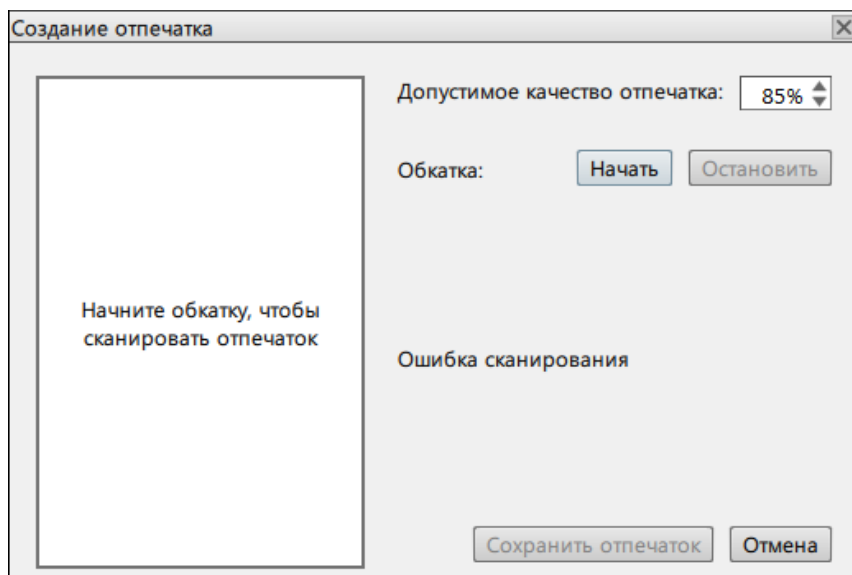 Создание отпечатка
Допустимое качество отпечатка: 85%
Обкатка: Начать Остановить
Начните обкатку, чтобы
сканировать отпечаток
Ошибка сканирования
Сохранить отпечаток Отмена